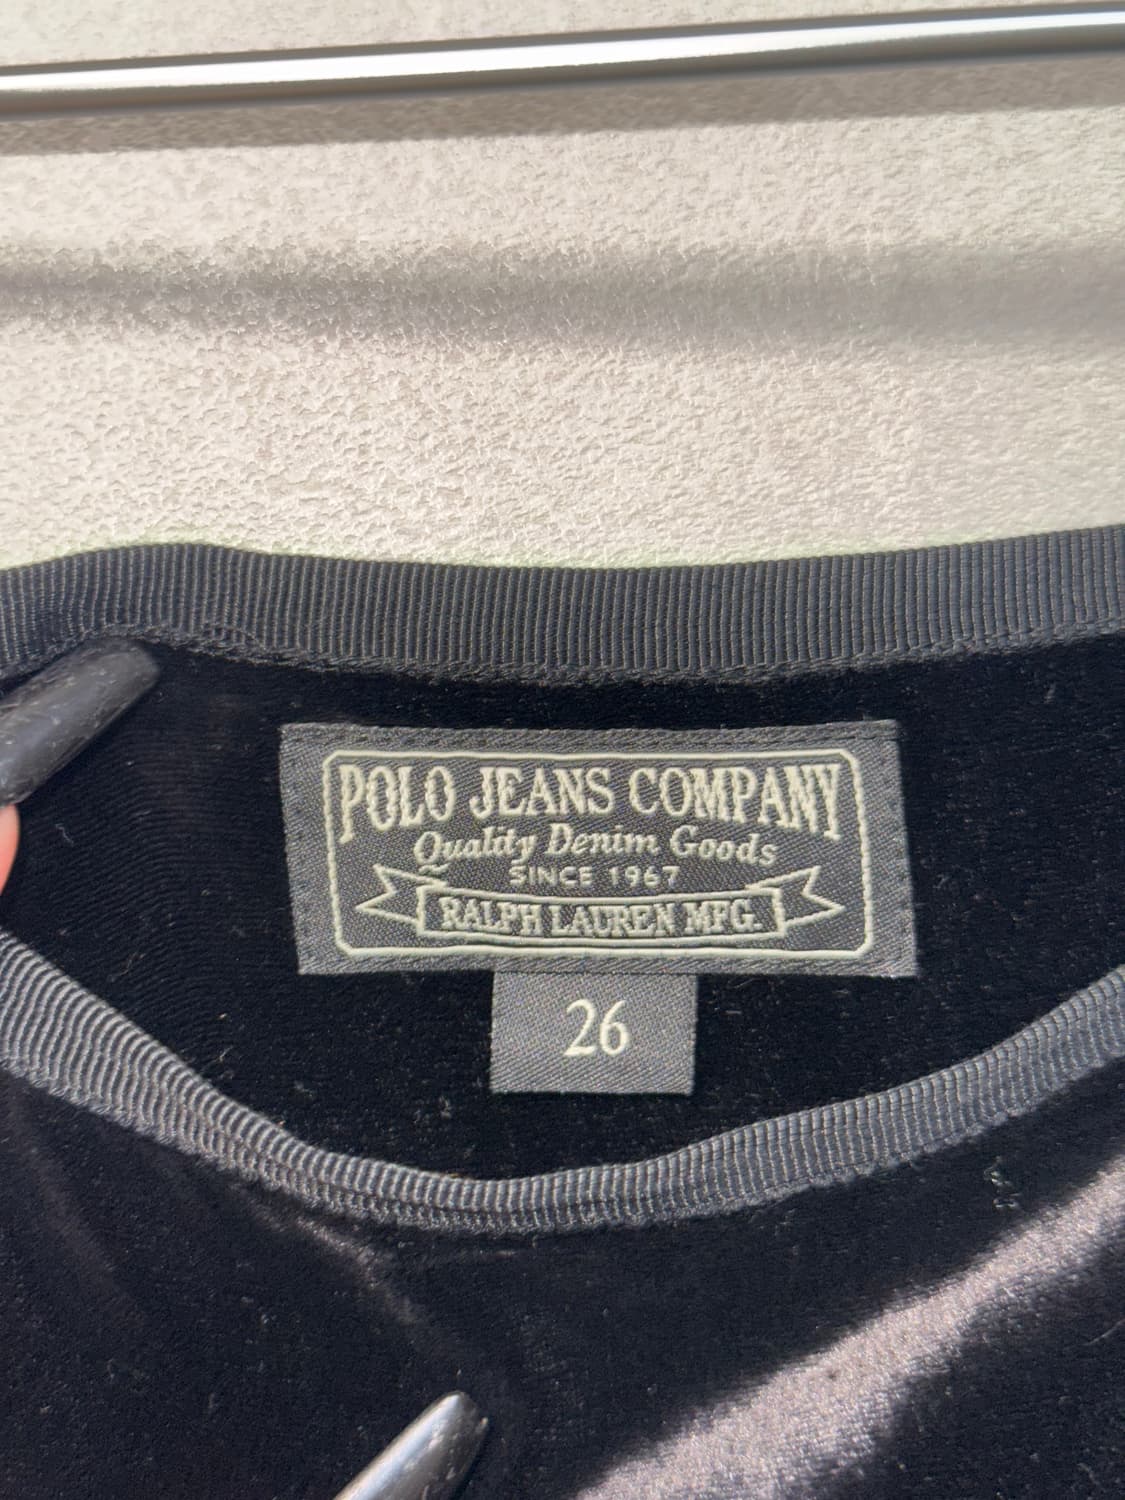 POLO JEANS COMPANY
Quality Denim Goods
SINCE 1967
RALPH LAUREN MFG.
26